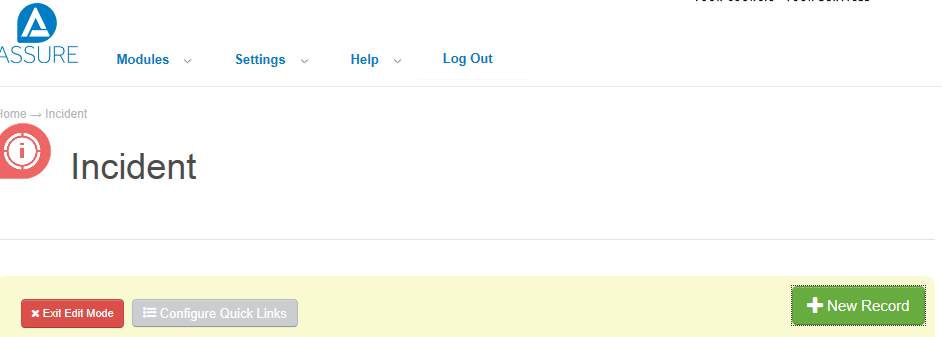 ASSURE
Modules Settings Help Log Out
Home → Incident
Incident
Exit Edit Mode Configure Quick Links New Record